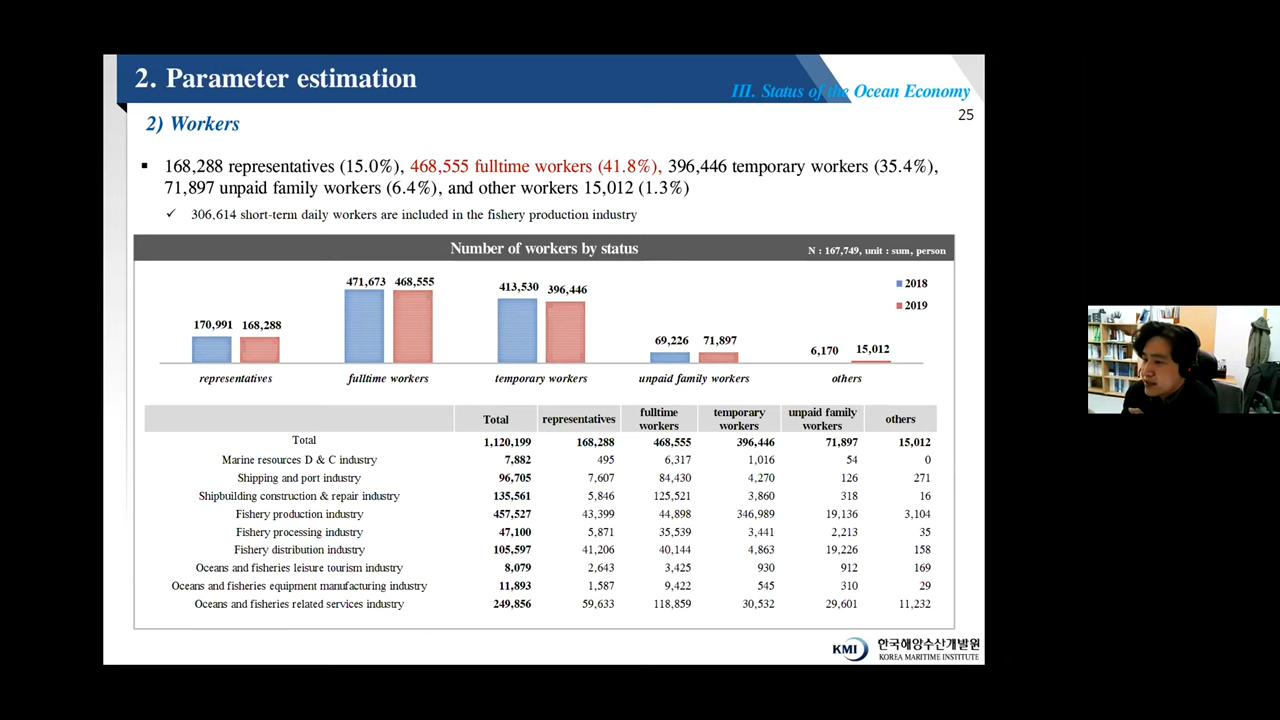 2. Parameter estimation
III. Status of the Ocean Economy
25
2) Workers
▪ 168,288 representatives (15.0%), 468,555 fulltime workers (41.8%), 396,446 temporary workers (35.4%),
71,897 unpaid family workers (6.4%), and other workers 15,012 (1.3%)
✓ 306,614 short-term daily workers are included in the fishery production industry
Number of workers by status N : 167,749, unit : sum, person
2018
2019
170,991 168,288 471,673 468,555 413,530 396,446 69,226 71,897 6,170 15,012
representatives fulltime workers temporary workers unpaid family workers others
Total representatives fulltime workers temporary workers unpaid family workers others
Total 1,120,199 168,288 468,555 396,446 71,897 15,012
Marine resources D & C industry 7,882 495 6,317 1,016 54 0
Shipping and port industry 96,705 7,607 84,430 4,270 126 271
Shipbuilding construction & repair industry 135,561 5,846 125,521 3,860 318 16
Fishery production industry 457,527 43,399 44,898 346,989 19,136 3,104
Fishery processing industry 47,100 5,871 35,539 3,441 2,213 35
Fishery distribution industry 105,597 41,206 40,144 4,863 19,226 158
Oceans and fisheries leisure tourism industry 8,079 2,643 3,425 930 912 169
Oceans and fisheries equipment manufacturing industry 11,893 1,587 9,422 545 310 29
Oceans and fisheries related services industry 249,856 59,633 118,859 30,532 29,601 11,232
KMI 한국해양수산개발원
KOREA MARITIME INSTITUTE